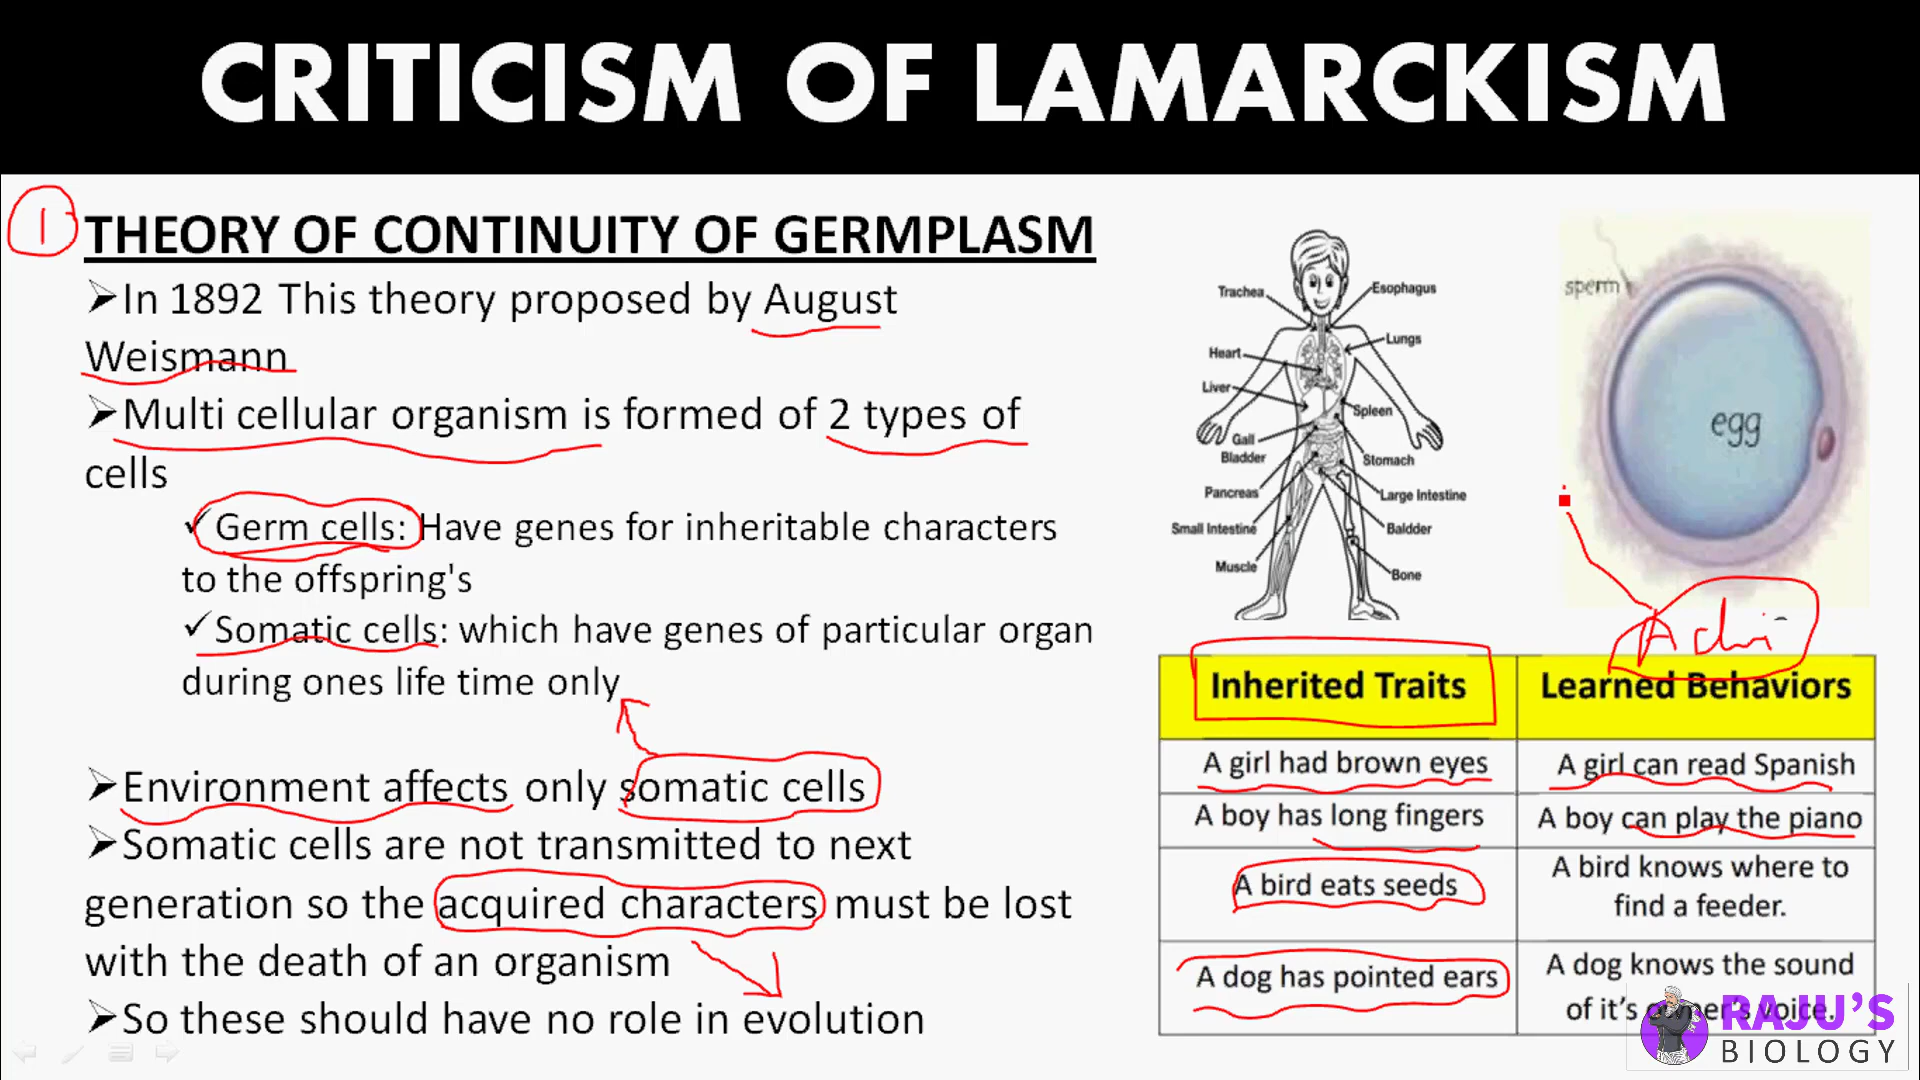 CRITICISM OF LAMARCKISM
1
THEORY OF CONTINUITY OF GERMPLASM
➢In 1892 This theory proposed by August
Weismann
➢Multi cellular organism is formed of 2 types of
cells
✓Germ cells: Have genes for inheritable characters
to the offspring's
✓Somatic cells: which have genes of particular organ
during ones life time only
➢Environment affects only somatic cells
➢Somatic cells are not transmitted to next
generation so the acquired characters must be lost
with the death of an organism
➢So these should have no role in evolution
Trachea
Esophagus
Heart
Lungs
Liver
Spleen
Gall
Bladder
Stomach
Pancreas
Large Intestine
Small Intestine
Baldder
Muscle
Bone
sperm
egg
Inherited Traits
Learned Behaviors
A girl had brown eyes
A girl can read Spanish
A boy has long fingers
A boy can play the piano
A bird eats seeds
A bird knows where to
find a feeder.
A dog has pointed ears
A dog knows the sound
of it's owner's voice.
RAJU'S
BIOLOGY